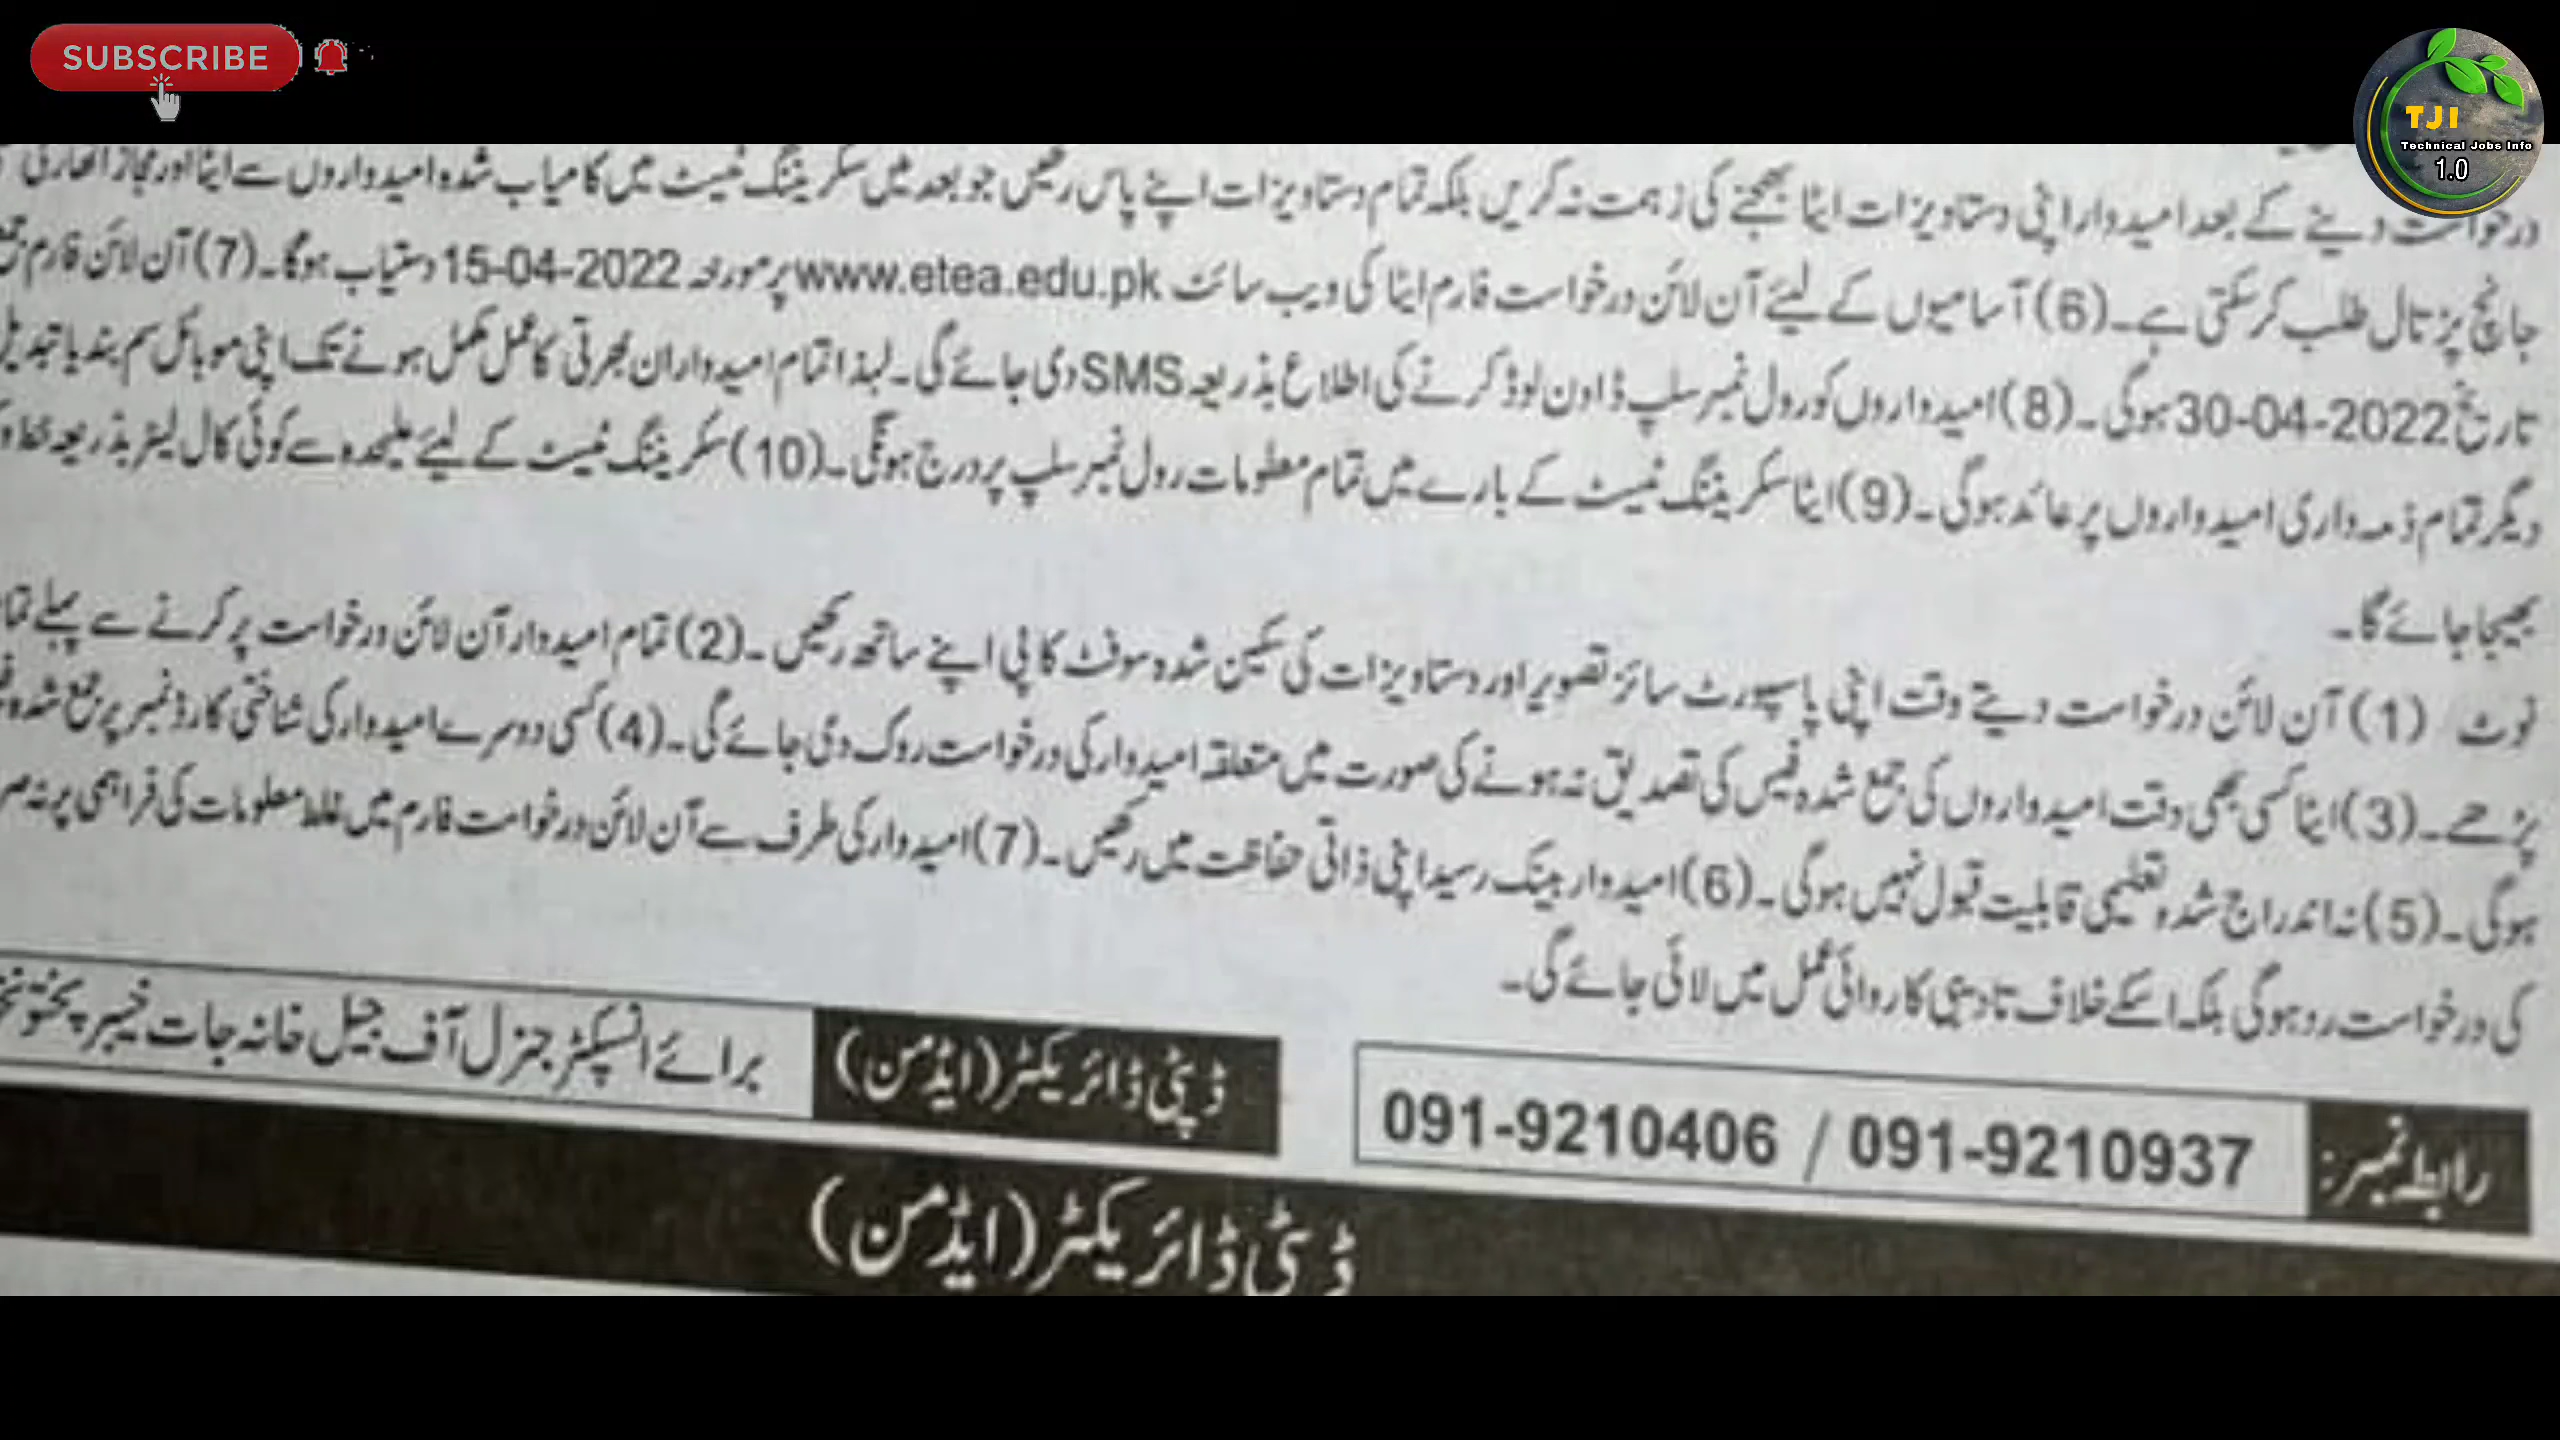 SUBSCRIBE
TJI
Technical Jobs Info
1.0
درخواست دینے کے بعد امیدوار اپنی دستاویزات ایٹا بھیجنے کی زحمت نہ کریں بلکہ تمام دستاویزات اپنے پاس رکھیں جو بعد میں سکریننگ ٹیسٹ میں کامیاب شدہ امیدواروں سے ایٹا اور مجاز اتھارٹی
جانچ پڑتال طلب کر سکتی ہے۔ (6) آسامیوں کے لیئے آن لائن درخواست فارم ایٹا کی ویب سائٹ www.etea.edu.pk پر مورخہ 15-04-2022 دستیاب ہوگا۔ (7) آن لائن فارم
تاریخ 30-04-2022 ہوگی۔ (8) امیدواروں کو رول نمبر سلپ ڈاون لوڈ کرنے کی اطلاع بذریعہ SMS دی جائے گی۔ لہذا تمام امیدواران بھرتی کا عمل مکمل ہونے تک اپنی موبائل سم بند یا تبدیل
دیگر تمام ذمہ داری امیدواروں پر عائد ہوگی۔ (9) ایٹا سکریننگ ٹیسٹ کے بارے میں تمام معلومات رول نمبر سلپ پر درج ہونگی۔ (10) سکریننگ ٹیسٹ کے لیئے علیحدہ سے کوئی کال لیٹر بذریعہ خط و
بھیجا جائے گا۔
نوٹ (1) آن لائن درخواست دیتے وقت اپنی پاسپورٹ سائز تصویر اور دستاویزات کی سکین شدہ سوفٹ کاپی اپنے ساتھ رکھیں۔ (2) تمام امیدوار آن لائن درخواست پر کرنے سے پہلے
پڑھے۔ (3) ایٹا کسی بھی وقت امیدواروں کی جمع شدہ فیس کی تصدیق نہ ہونے کی صورت میں متعلقہ امیدوار کی درخواست روک دی جائے گی۔ (4) کسی دوسرے امیدوار کی شناختی کارڈ نمبر پر جمع شدہ
ہوگی۔ (5) نہ اندراج شدہ تعلیمی قابلیت قبول نہیں ہوگی۔ (6) امیدوار بینک رسید اپنی ذاتی حفاظت میں رکھیں۔ (7) امیدوار کی طرف سے آن لائن درخواست فارم میں غلط معلومات کی فراہمی پر نہ صر
کی درخواست رد ہوگی بلکہ اسکے خلاف تادیبی کاروائی عمل میں لائی جائے گی۔
رابطہ نمبر: 091-9210406 / 091-9210937
ڈپٹی ڈائریکٹر (ایڈمن) برائے انسپکٹر جنرل آف جیل خانہ جات خیبر پختونخ
ڈپٹی ڈائریکٹر (ایڈمن)